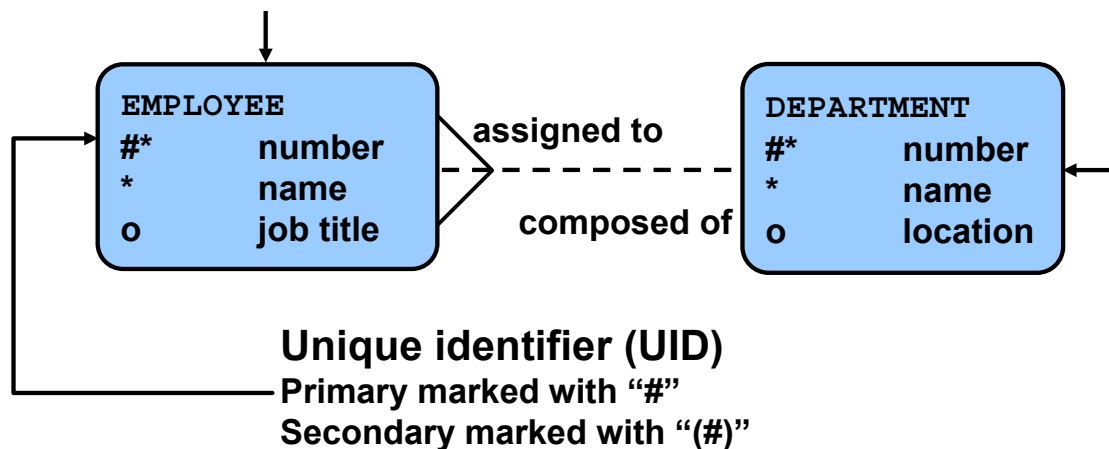 EMPLOYEE
#* number
* name
o job title
assigned to
composed of
DEPARTMENT
#* number
* name
o location
Unique identifier (UID)
Primary marked with “#”
Secondary marked with “(#)”